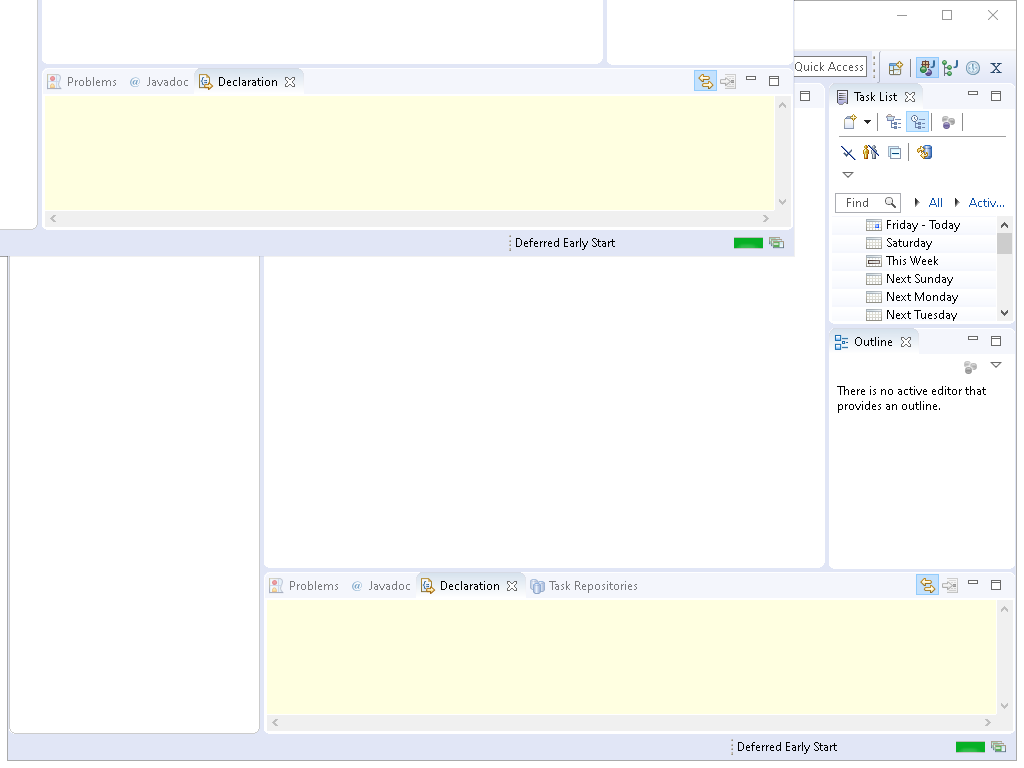 Quick Access
Problems @ Javadoc Declaration
Task List
Find All Activ...
Friday - Today
Saturday
This Week
Next Sunday
Next Monday
Next Tuesday
Deferred Early Start
Outline
There is no active editor that
provides an outline.
Problems @ Javadoc Declaration Task Repositories
Deferred Early Start